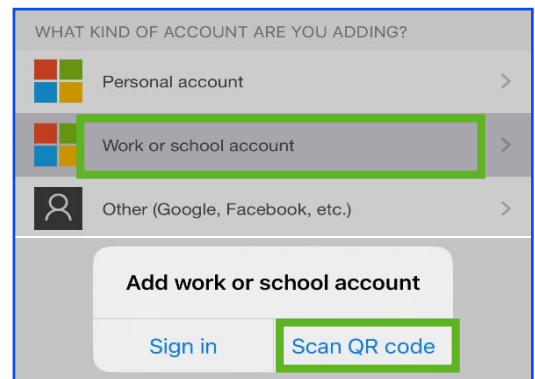 WHAT KIND OF ACCOUNT ARE YOU ADDING?
Personal account
Work or school account
Other (Google, Facebook, etc.)
Add work or school account
Sign in
Scan QR code